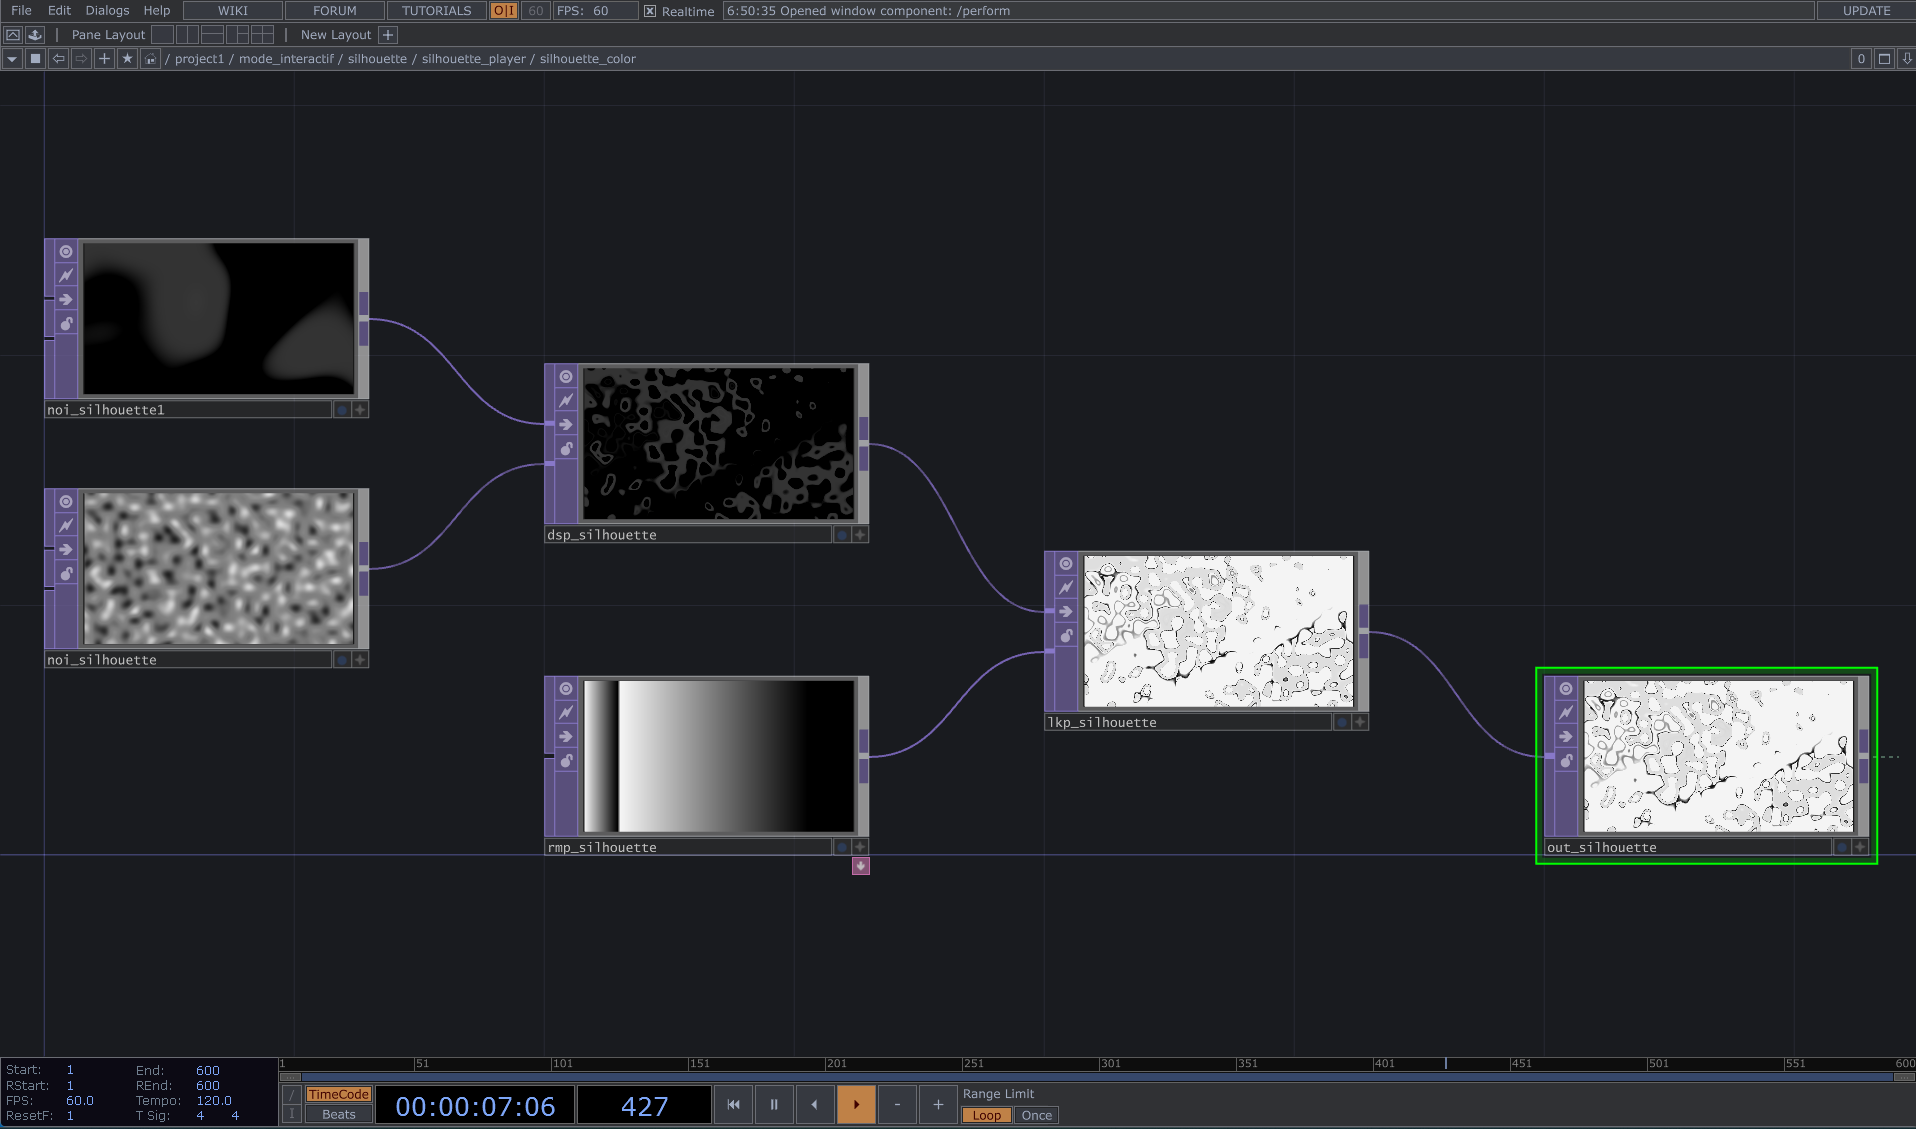 File Edit Dialogs Help WIKI FORUM TUTORIALS O|I 60 FPS: 60 Realtime 6:50:35 Opened window component: /perform UPDATE
| Pane Layout | New Layout +
/ project1 / mode_interactif / silhouette / silhouette_player / silhouette_color 0
noi_silhouette1
dsp_silhouette
noi_silhouette
lkp_silhouette
rmp_silhouette
out_silhouette
1 51 101 151 201 251 301 351 401 451 501 551 600
Start: 1 End: 600
RStart: 1 REnd: 600
FPS: 60.0 Tempo: 120.0
ResetF: 1 T Sig: 4 4
/ TimeCode
I Beats
00:00:07:06
427
- +
Range Limit
Loop Once